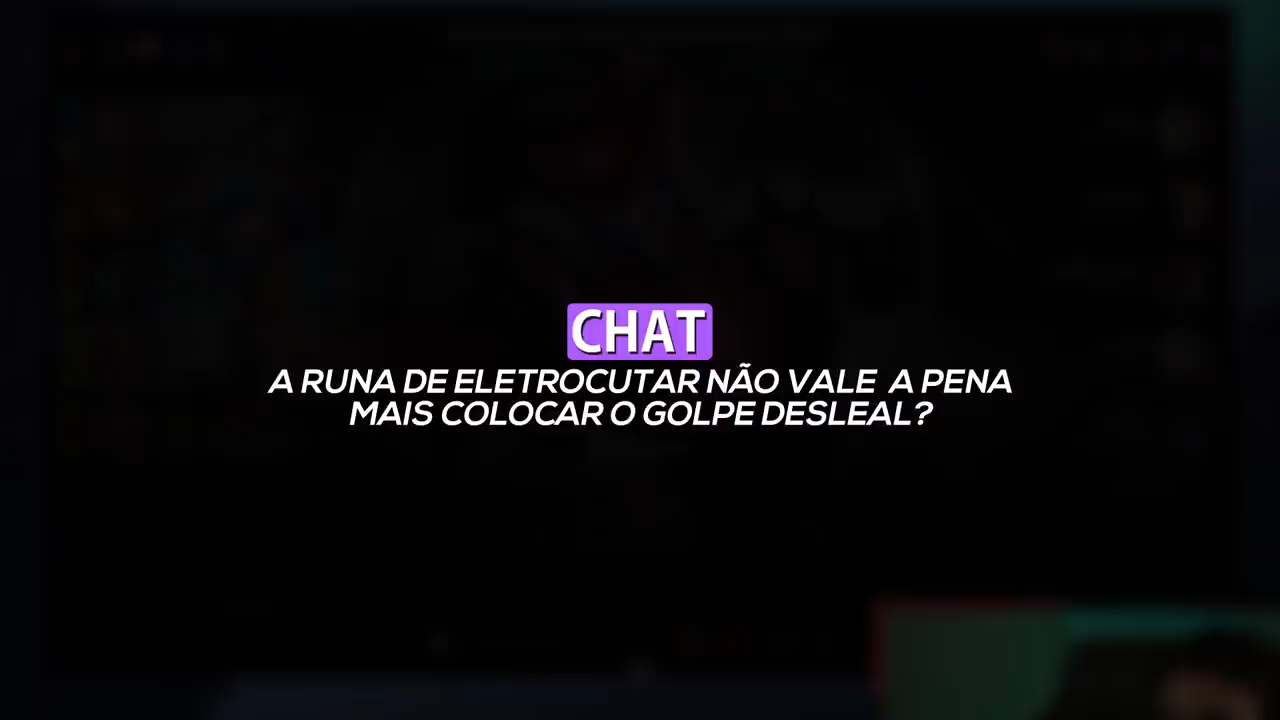 CHAT
A RUNA DE ELETROCUTAR NÃO VALE A PENA
MAIS COLOCAR O GOLPE DESLEAL?